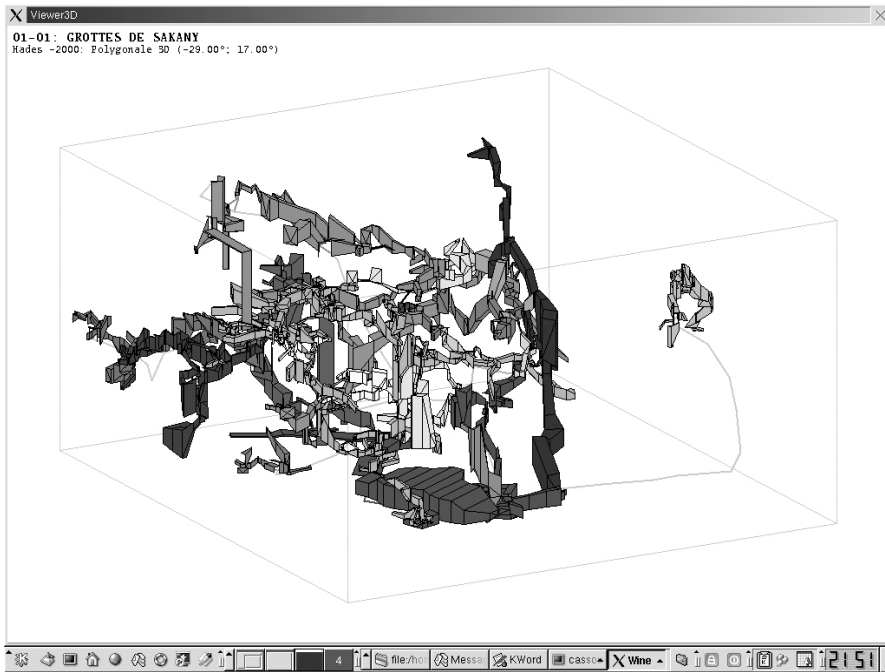 Viewer3D
01-01: GROTTES DE SAKANY
Hades -2000: Polygonale 3D (-29.00°; 17.00°)
4
file:/ho
Messa
KWord
casso
Wine
21:51